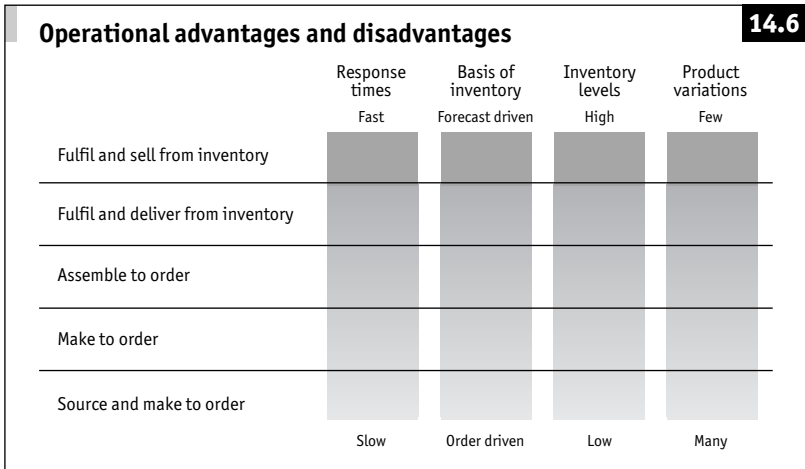 Operational advantages and disadvantages
14.6
Response times
Basis of inventory
Inventory levels
Product variations
Fast
Forecast driven
High
Few
Fulfil and sell from inventory
Fulfil and deliver from inventory
Assemble to order
Make to order
Source and make to order
Slow
Order driven
Low
Many